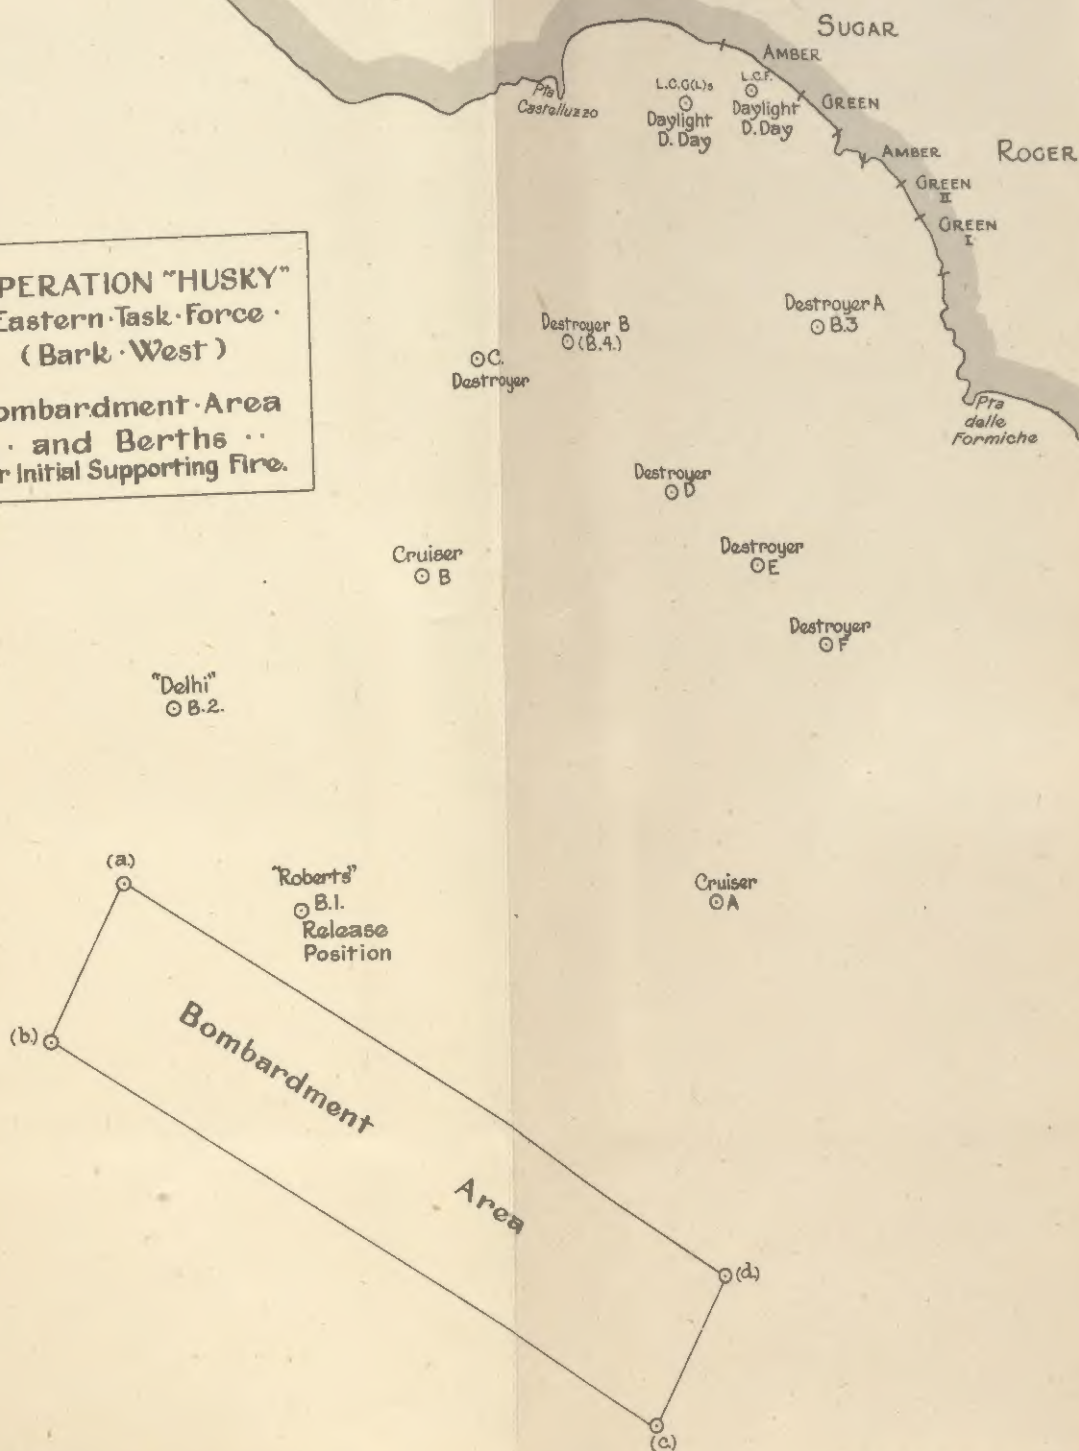 SUGAR
AMBER
L.C.G(L)s
Daylight
D. Day
L.C.F.
Daylight
D. Day
GREEN
Pta
Castelluzzo
AMBER
ROGER
GREEN
II
GREEN
I
PERATION "HUSKY"
Eastern·Task·Force·
(Bark·West)
ombardment·Area
·and Berths··
r Initial Supporting Fire.
Destroyer A
B.3
Destroyer B
(B.4.)
C.
Destroyer
Pta
delle
Formiche
Destroyer
D
Cruiser
B
Destroyer
E
Destroyer
F
"Delhi"
B.2.
(a.)
"Roberts"
B.1.
Release
Position
Cruiser
A
(b.)
Bombardment
Area
(d.)
(c.)